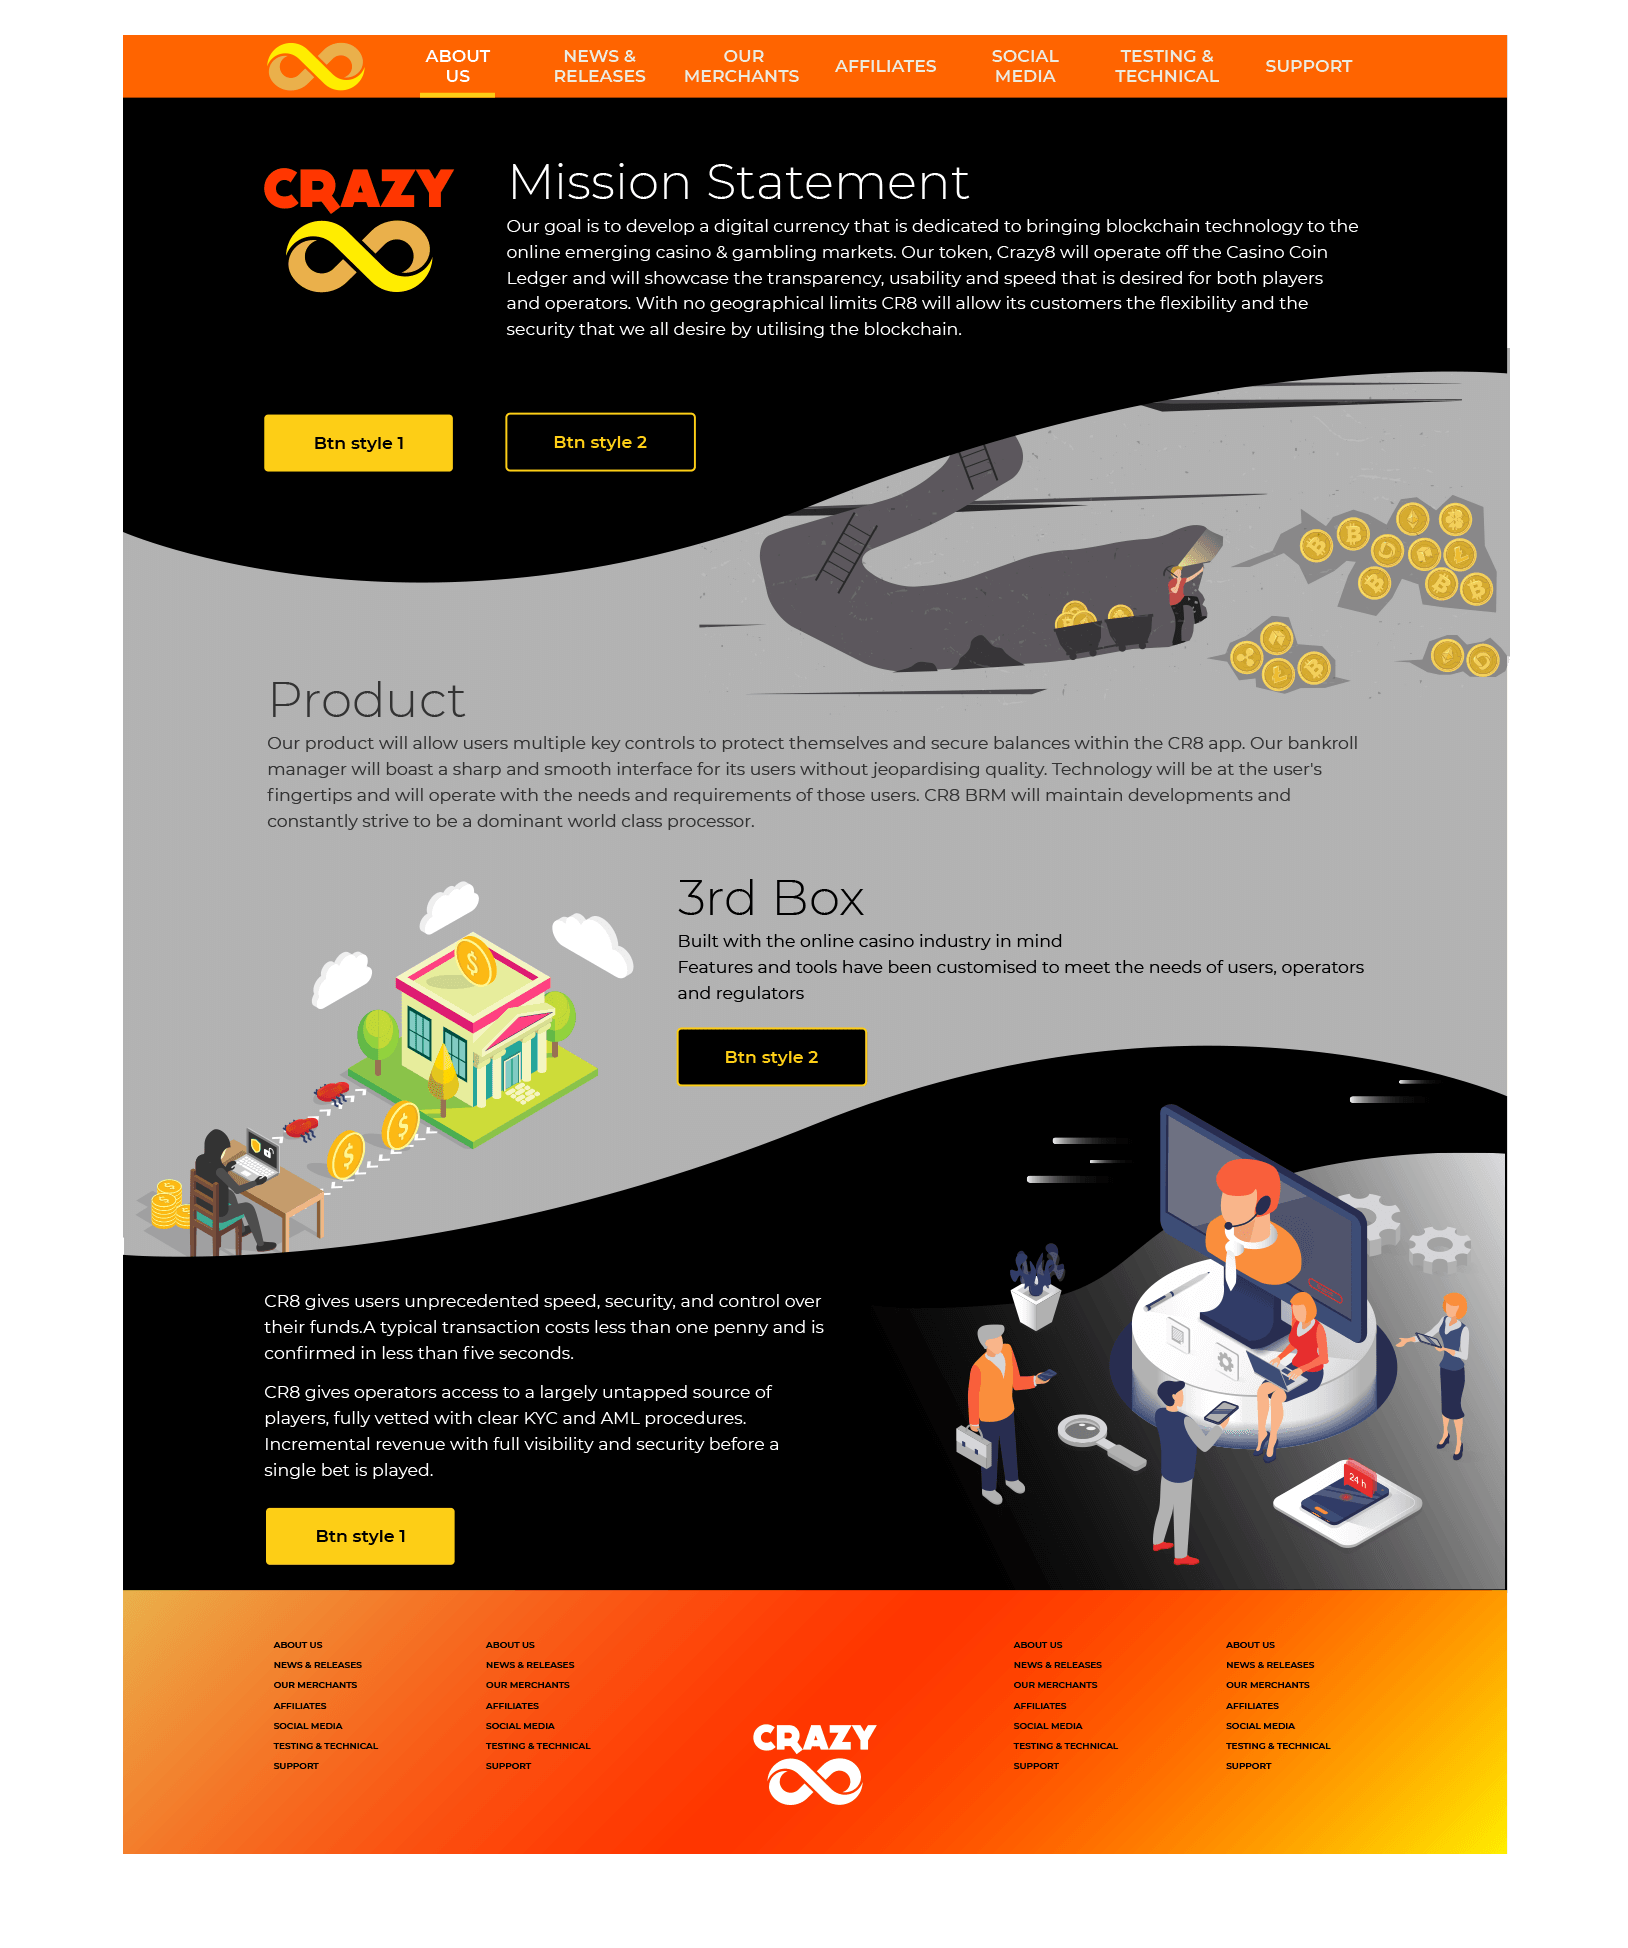 ABOUT
US
NEWS &
RELEASES
OUR
MERCHANTS
AFFILIATES
SOCIAL
MEDIA
TESTING &
TECHNICAL
SUPPORT
CRAZY
Mission Statement
Our goal is to develop a digital currency that is dedicated to bringing blockchain technology to the
online emerging casino & gambling markets. Our token, Crazy8 will operate off the Casino Coin
Ledger and will showcase the transparency, usability and speed that is desired for both players
and operators. With no geographical limits CR8 will allow its customers the flexibility and the
security that we all desire by utilising the blockchain.
Btn style 1
Btn style 2
Product
Our product will allow users multiple key controls to protect themselves and secure balances within the CR8 app. Our bankroll
manager will boast a sharp and smooth interface for its users without jeopardising quality. Technology will be at the user's
fingertips and will operate with the needs and requirements of those users. CR8 BRM will maintain developments and
constantly strive to be a dominant world class processor.
3rd Box
Built with the online casino industry in mind
Features and tools have been customised to meet the needs of users, operators
and regulators
Btn style 2
CR8 gives users unprecedented speed, security, and control over
their funds.A typical transaction costs less than one penny and is
confirmed in less than five seconds.
CR8 gives operators access to a largely untapped source of
players, fully vetted with clear KYC and AML procedures.
Incremental revenue with full visibility and security before a
single bet is played.
24 h
Btn style 1
ABOUT US
NEWS & RELEASES
OUR MERCHANTS
AFFILIATES
SOCIAL MEDIA
TESTING & TECHNICAL
SUPPORT
ABOUT US
NEWS & RELEASES
OUR MERCHANTS
AFFILIATES
SOCIAL MEDIA
TESTING & TECHNICAL
SUPPORT
CRAZY
ABOUT US
NEWS & RELEASES
OUR MERCHANTS
AFFILIATES
SOCIAL MEDIA
TESTING & TECHNICAL
SUPPORT
ABOUT US
NEWS & RELEASES
OUR MERCHANTS
AFFILIATES
SOCIAL MEDIA
TESTING & TECHNICAL
SUPPORT